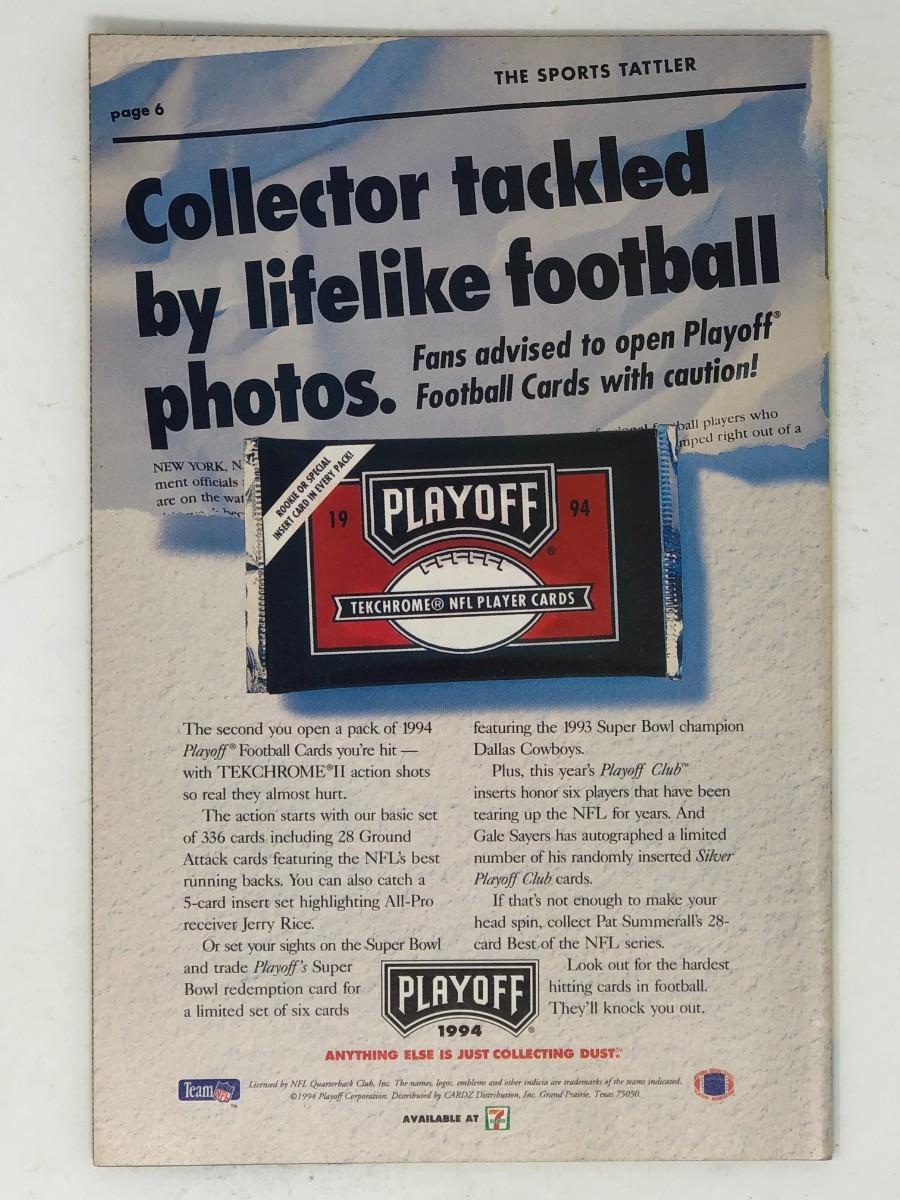 THE SPORTS TATTLER
page 6
Collector tackled
by lifelike football
photos.
Fans advised to open Playoff®
Football Cards with caution!
ball players who
mped right out of a
NEW YORK, N
ment officials
are on the wat
ROOKIE OR SPECIAL
INSERT CARD IN EVERY PACK!
19 PLAYOFF® 94
TEKCHROME® NFL PLAYER CARDS
The second you open a pack of 1994
Playoff® Football Cards you're hit —
with TEKCHROME®II action shots
so real they almost hurt.
The action starts with our basic set
of 336 cards including 28 Ground
Attack cards featuring the NFL's best
running backs. You can also catch a
5-card insert set highlighting All-Pro
receiver Jerry Rice.
Or set your sights on the Super Bowl
and trade Playoff's Super
Bowl redemption card for
a limited set of six cards
featuring the 1993 Super Bowl champion
Dallas Cowboys.
Plus, this year's Playoff Club™
inserts honor six players that have been
tearing up the NFL for years. And
Gale Sayers has autographed a limited
number of his randomly inserted Silver
Playoff Club cards.
If that's not enough to make your
head spin, collect Pat Summerall's 28-
card Best of the NFL series.
Look out for the hardest
hitting cards in football.
They'll knock you out.
PLAYOFF®
1994
ANYTHING ELSE IS JUST COLLECTING DUST.™
Team NFL™
Licensed by NFL Quarterback Club, Inc. The names, logos, emblems and other indicia are trademarks of the teams indicated.
©1994 Playoff Corporation. Distributed by CARDZ Distribution, Inc. Grand Prairie, Texas 75050.
AVAILABLE AT 7 ELEVEN